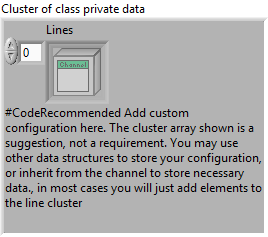 Cluster of class private data
Lines
0
Channel
#CodeRecommended Add custom
configuration here. The cluster array shown is a
suggestion, not a requirement. You may use
other data structures to store your configuration,
or inherit from the channel to store necessary
data., in most cases you will just add elements to
the line cluster